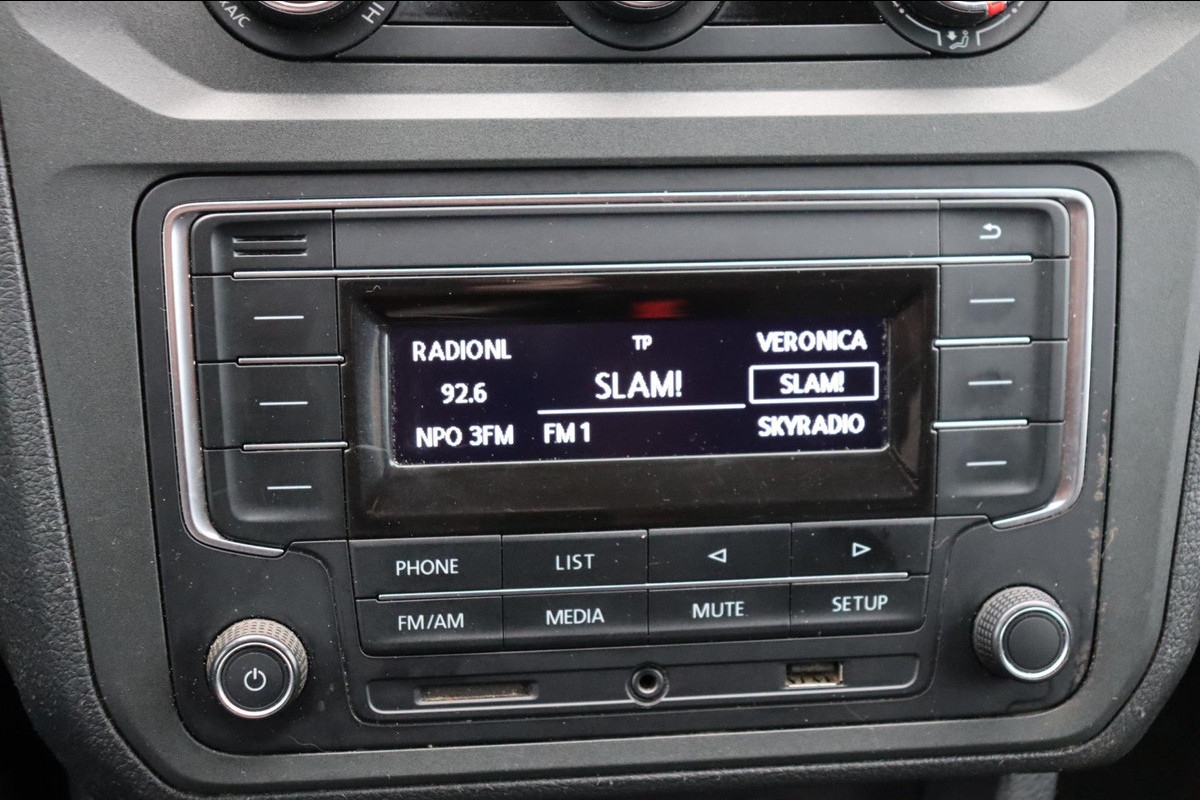 A/C
HI
RADIONL
TP
VERONICA
92.6
SLAM!
SLAM!
NPO 3FM
FM 1
SKYRADIO
PHONE
LIST
FM/AM
MEDIA
MUTE
SETUP